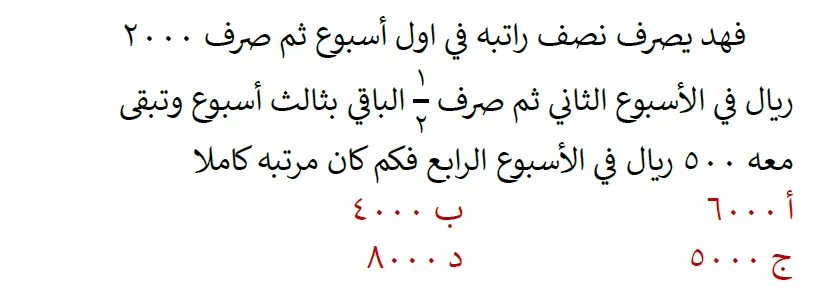 فهد يصرف نصف راتبه في اول أسبوع ثم صرف ٢٠٠٠
ريال في الأسبوع الثاني ثم صرف ١/٢ الباقي بثالث أسبوع وتبقى
معه ٥٠٠ ريال في الأسبوع الرابع فكم كان مرتبه كاملا
أ ٦٠٠٠ ب ٤٠٠٠
ج ٥٠٠٠ د ٨٠٠٠